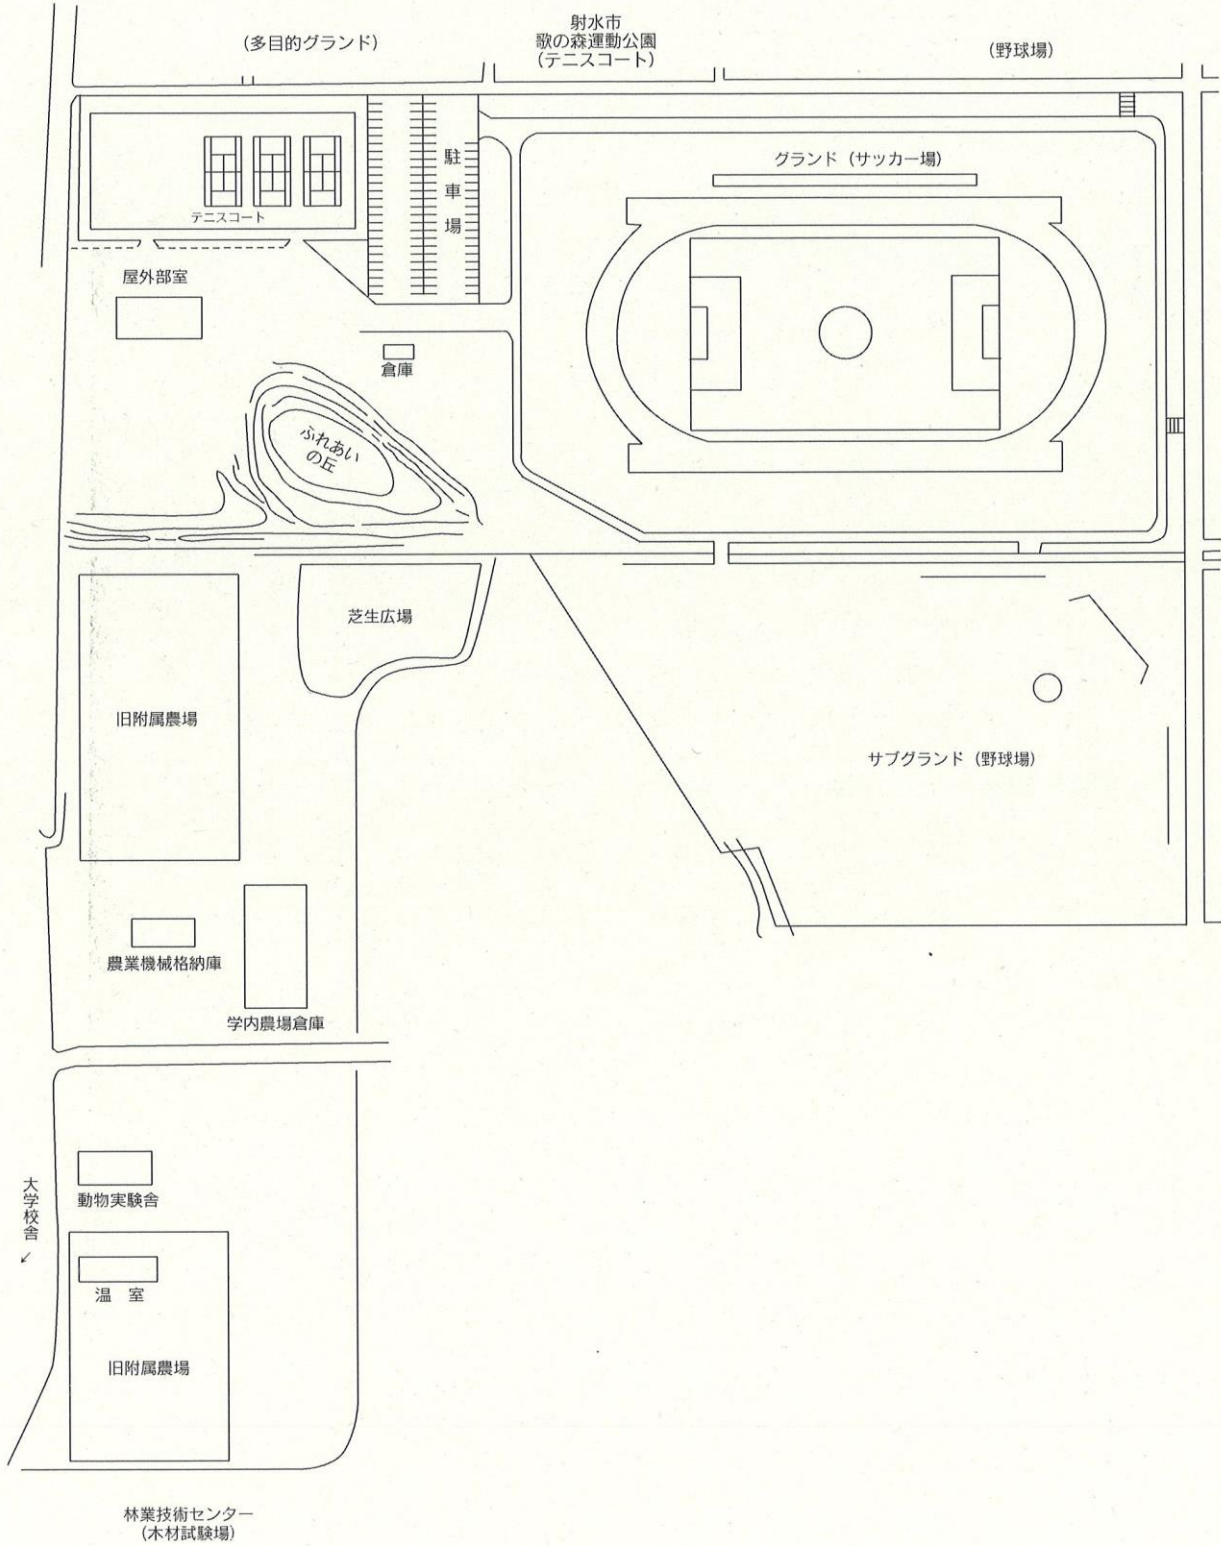 (多目的グランド)
射水市
歌の森運動公園
(テニスコート)
(野球場)
グランド(サッカー場)
駐車場
テニスコート
屋外部室
倉庫
ふれあい
の丘
芝生広場
旧附属農場
サブグランド(野球場)
農業機械格納庫
学内農場倉庫
大学校舎
↙
動物実験舎
温 室
旧附属農場
林業技術センター
(木材試験場)